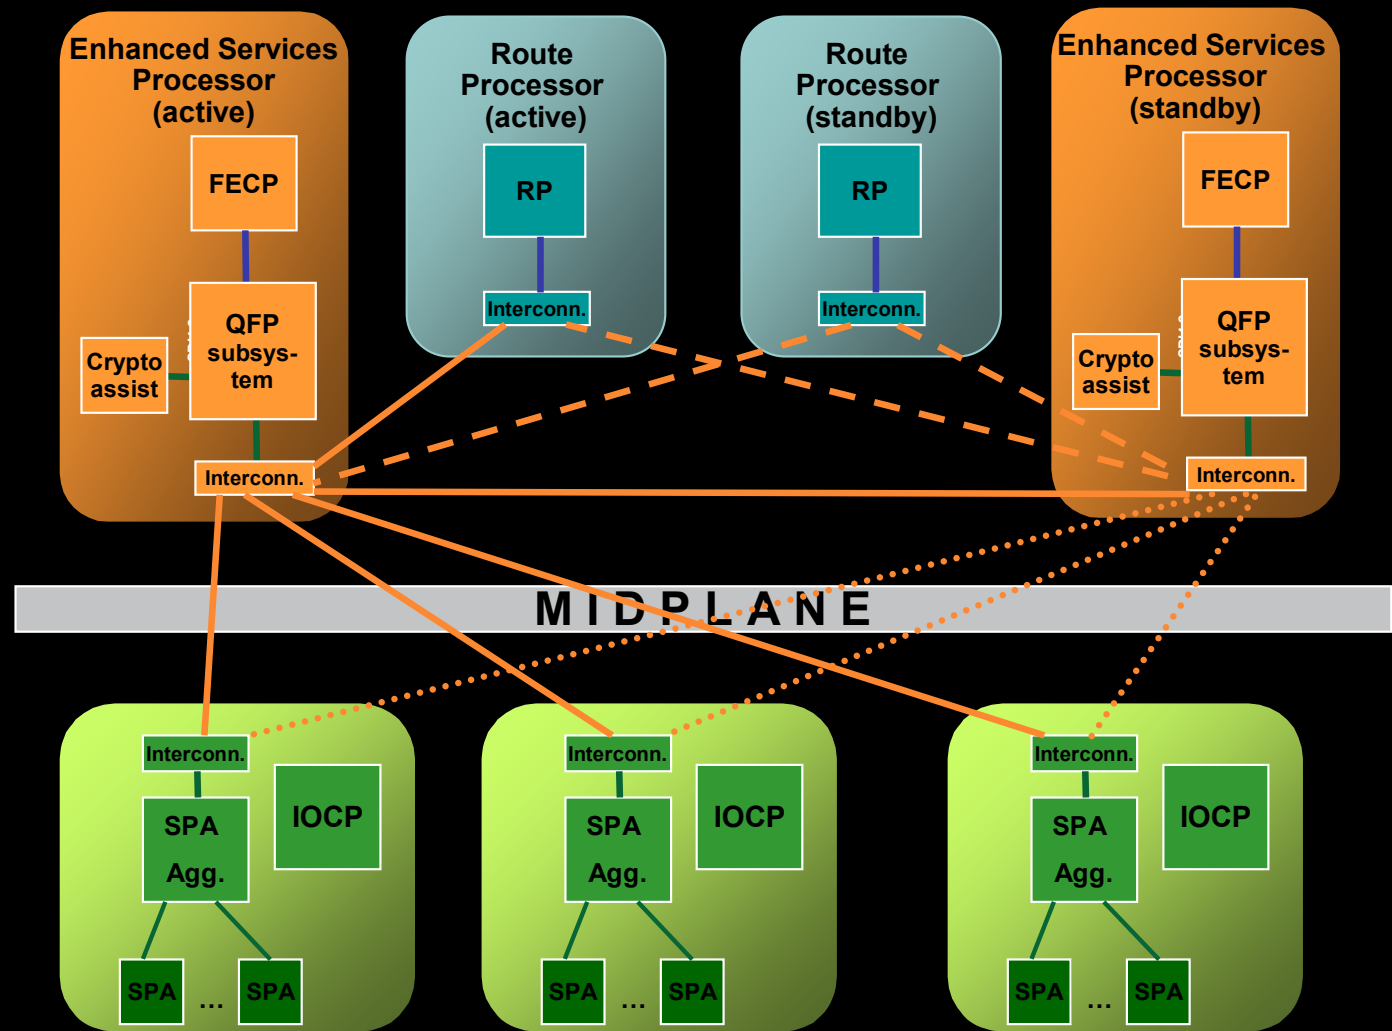 Enhanced Services
Processor
(active)
FECP
QFP
subsys-
tem
Crypto
assist
Interconn.
Route
Processor
(active)
RP
Interconn.
Route
Processor
(standby)
RP
Interconn.
Enhanced Services
Processor
(standby)
FECP
QFP
subsys-
tem
Crypto
assist
Interconn.
MIDPLANE
Interconn.
SPA
Agg.
IOCP
SPA
...
SPA
Interconn.
SPA
Agg.
IOCP
SPA
...
SPA
Interconn.
SPA
Agg.
IOCP
SPA
...
SPA